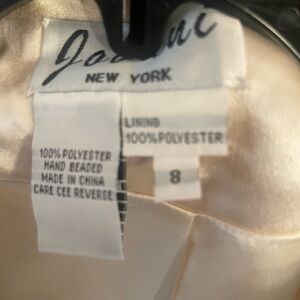 NEW YORK
LINING
100% POLYESTER
100% POLYESTER
HAND BEADED
MADE IN CHINA
CARE CEE REVERSE
8